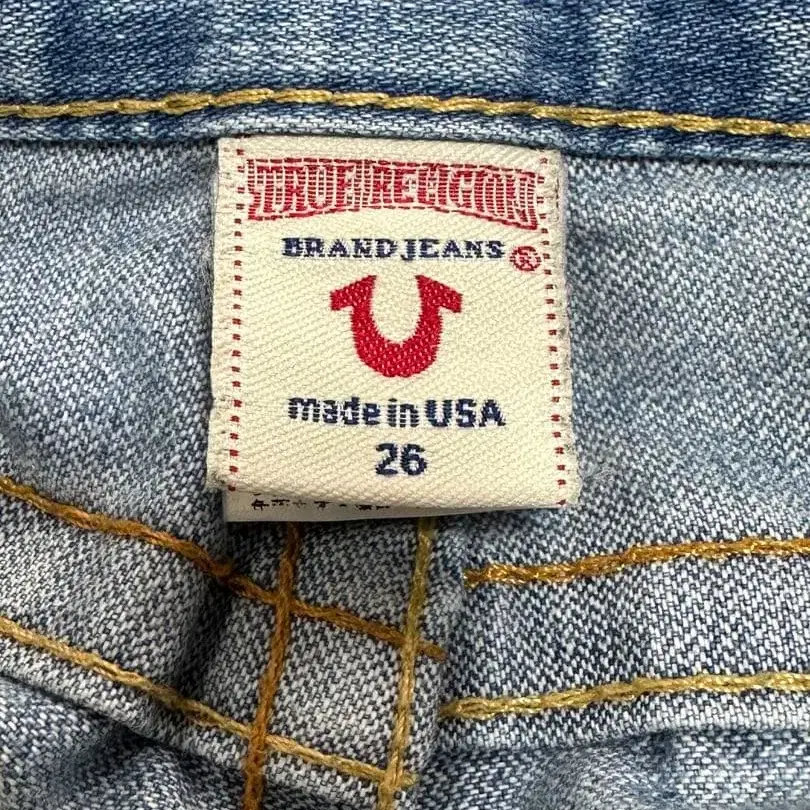 TRUE RELIGION
BRAND JEANS ®
made in USA
26